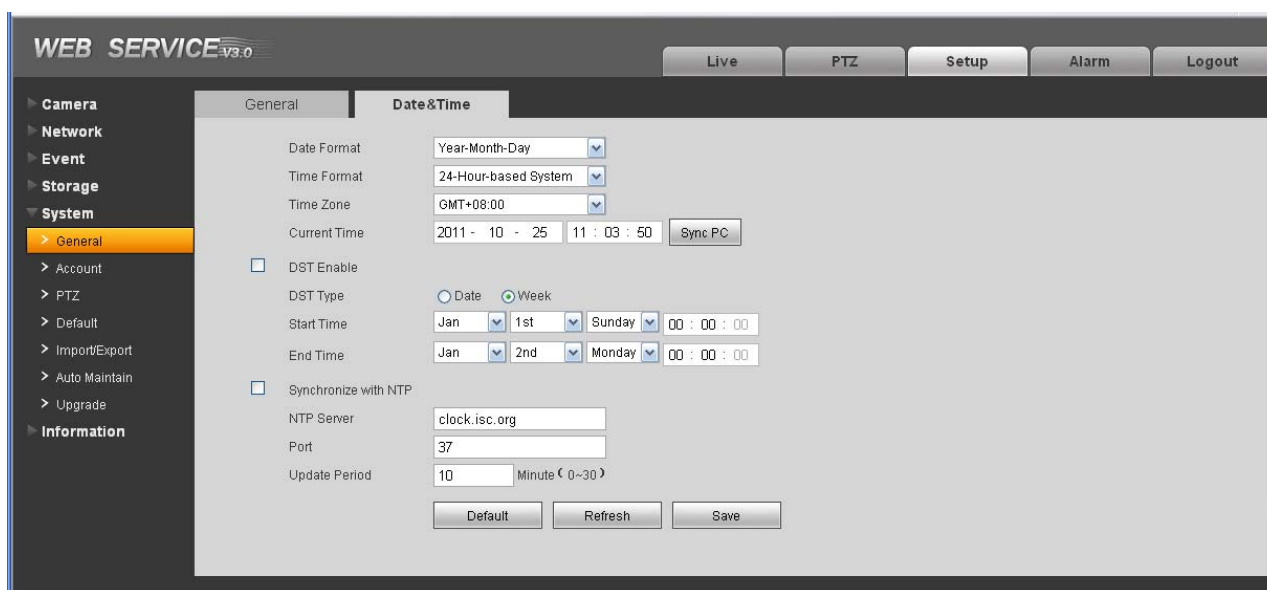 WEB SERVICE V3.0
Live PTZ Setup Alarm Logout
Camera
Network
Event
Storage
System
> General
> Account
> PTZ
> Default
> Import/Export
> Auto Maintain
> Upgrade
Information
General Date&Time
Date Format Year-Month-Day
Time Format 24-Hour-based System
Time Zone GMT+08:00
Current Time 2011 - 10 - 25 11 : 03 : 50 Sync PC
DST Enable
DST Type Date Week
Start Time Jan 1st Sunday 00 : 00 : 00
End Time Jan 2nd Monday 00 : 00 : 00
Synchronize with NTP
NTP Server clock.isc.org
Port 37
Update Period 10 Minute ( 0~30 )
Default Refresh Save